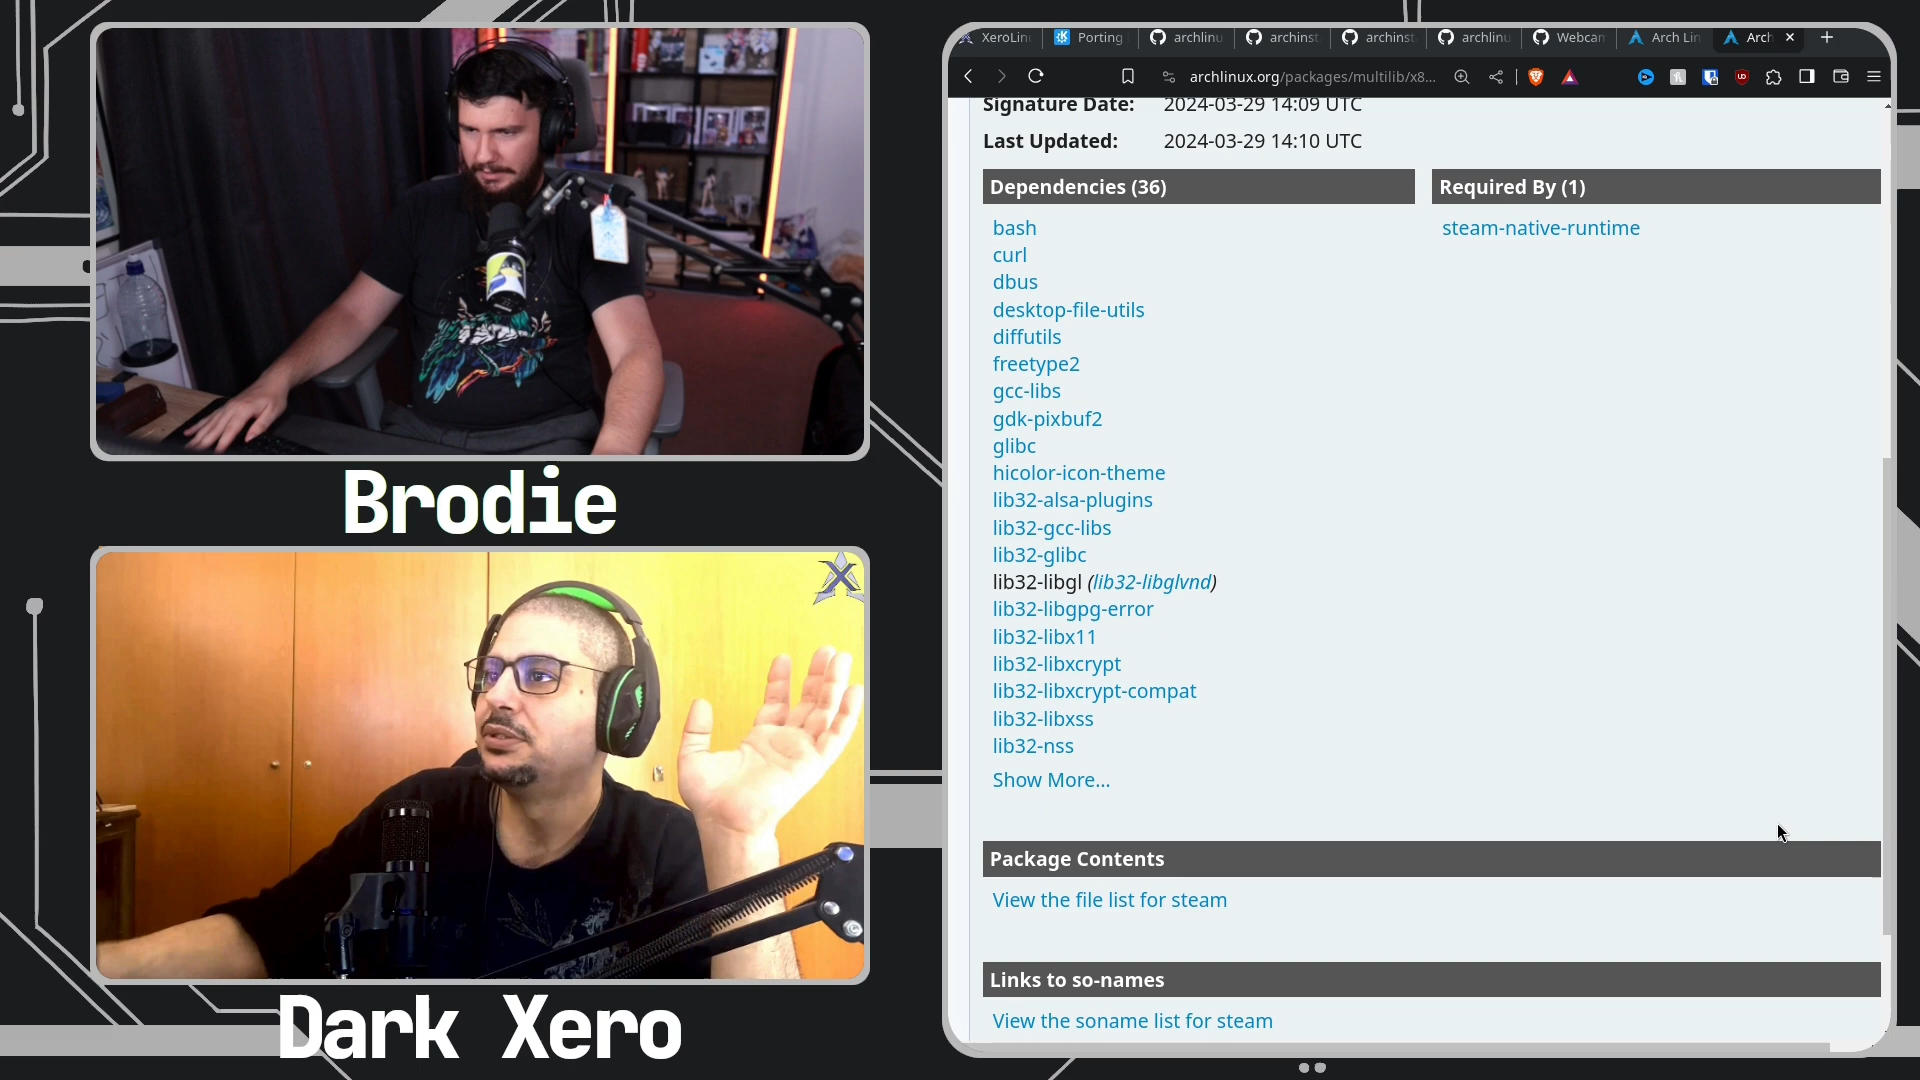 Brodie
Dark Xero
XeroLin
Porting
archlinu
archinst
archinst
archlinu
Webcam
Arch Lin
Arch
archlinux.org/packages/multilib/x8...
Signature Date: 2024-03-29 14:09 UTC
Last Updated: 2024-03-29 14:10 UTC
Dependencies (36)
bash
curl
dbus
desktop-file-utils
diffutils
freetype2
gcc-libs
gdk-pixbuf2
glibc
hicolor-icon-theme
lib32-alsa-plugins
lib32-gcc-libs
lib32-glibc
lib32-libgl (lib32-libglvnd)
lib32-libgpg-error
lib32-libx11
lib32-libxcrypt
lib32-libxcrypt-compat
lib32-libxss
lib32-nss
Show More...
Required By (1)
steam-native-runtime
Package Contents
View the file list for steam
Links to so-names
View the soname list for steam